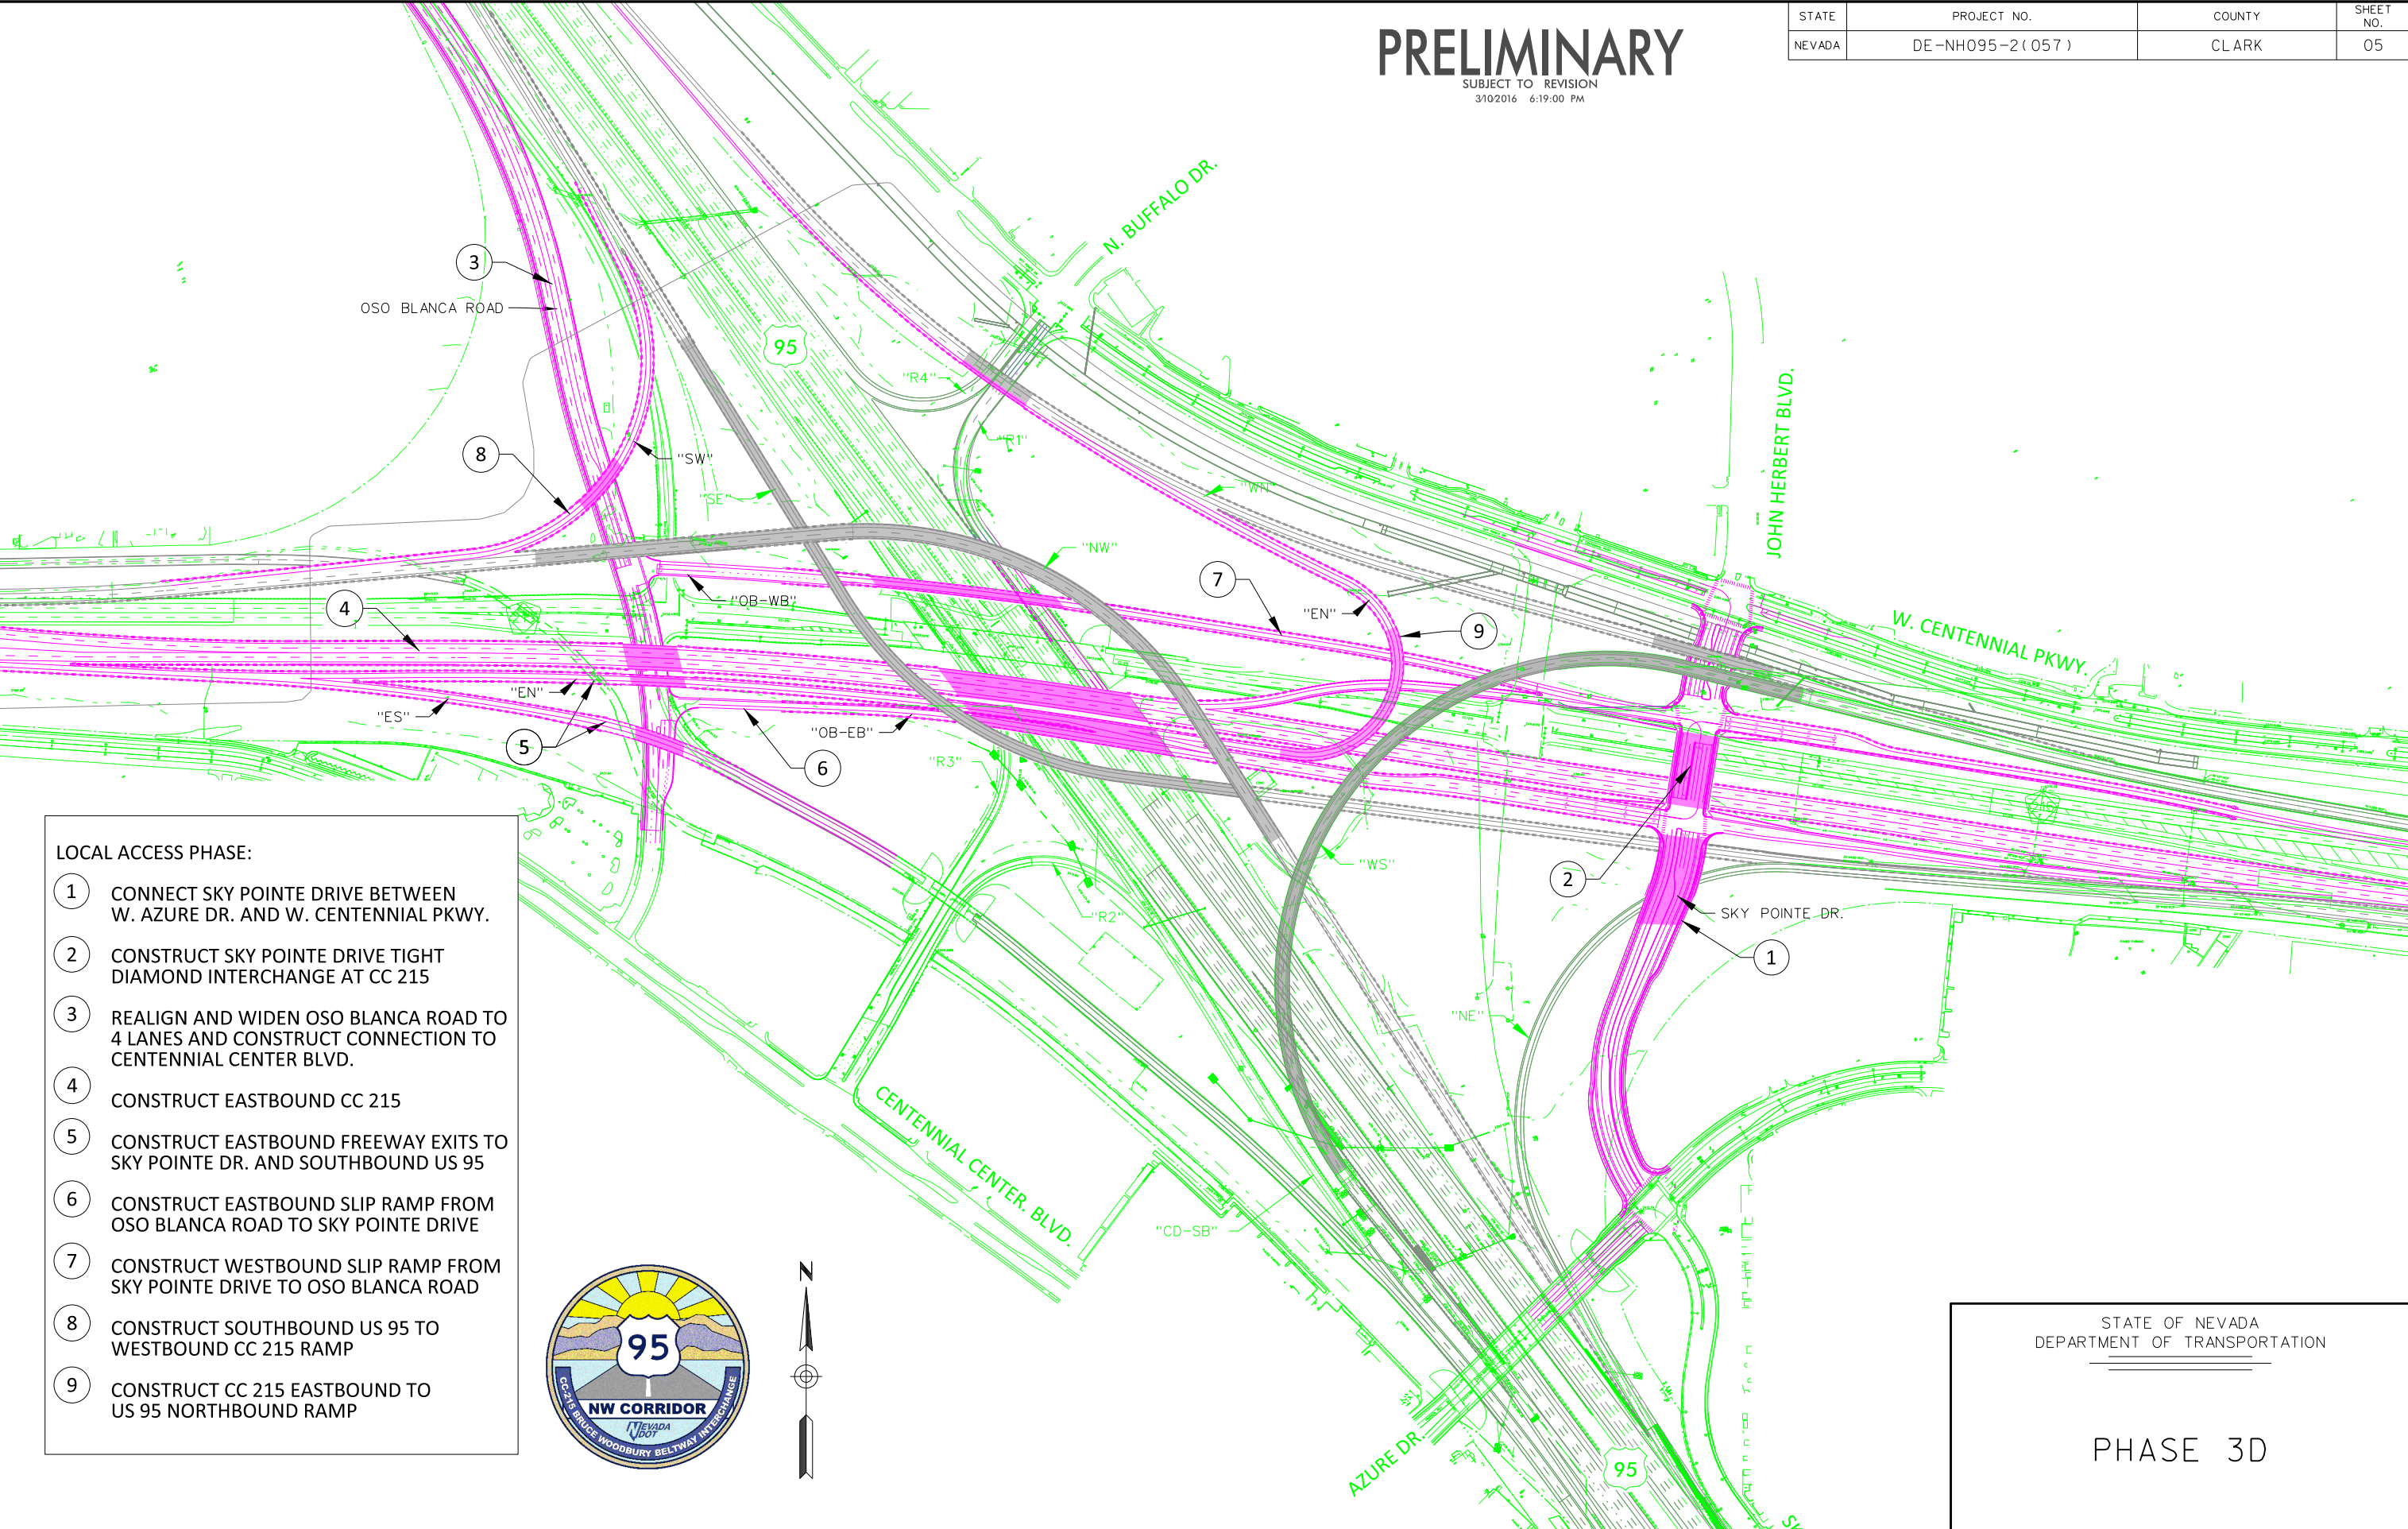 PRELIMINARY
SUBJECT TO REVISION
3/10/2016 6:19:00 PM
STATE PROJECT NO. COUNTY SHEET NO.
NEVADA DE-NH095-2(057) CLARK 05
N. BUFFALO DR.
3
OSO BLANCA ROAD
95
"R4"
"R1"
JOHN HERBERT BLVD.
8
"SW"
"SE"
"WN"
"NW"
7
"OB-WB"
"EN"
4
9
W. CENTENNIAL PKWY.
"EN"
"ES"
5
"OB-EB"
6
"R3"
"WS"
2
"R2"
SKY POINTE DR.
1
"NE"
CENTENNIAL CENTER. BLVD.
"CD-SB"
AZURE DR.
95
LOCAL ACCESS PHASE:
1 CONNECT SKY POINTE DRIVE BETWEEN
W. AZURE DR. AND W. CENTENNIAL PKWY.
2 CONSTRUCT SKY POINTE DRIVE TIGHT
DIAMOND INTERCHANGE AT CC 215
3 REALIGN AND WIDEN OSO BLANCA ROAD TO
4 LANES AND CONSTRUCT CONNECTION TO
CENTENNIAL CENTER BLVD.
4 CONSTRUCT EASTBOUND CC 215
5 CONSTRUCT EASTBOUND FREEWAY EXITS TO
SKY POINTE DR. AND SOUTHBOUND US 95
6 CONSTRUCT EASTBOUND SLIP RAMP FROM
OSO BLANCA ROAD TO SKY POINTE DRIVE
7 CONSTRUCT WESTBOUND SLIP RAMP FROM
SKY POINTE DRIVE TO OSO BLANCA ROAD
8 CONSTRUCT SOUTHBOUND US 95 TO
WESTBOUND CC 215 RAMP
9 CONSTRUCT CC 215 EASTBOUND TO
US 95 NORTHBOUND RAMP
95
NW CORRIDOR
NEVADA
DOT
CC-215 BRUCE WOODBURY BELTWAY INTERCHANGE
N
STATE OF NEVADA
DEPARTMENT OF TRANSPORTATION
PHASE 3D